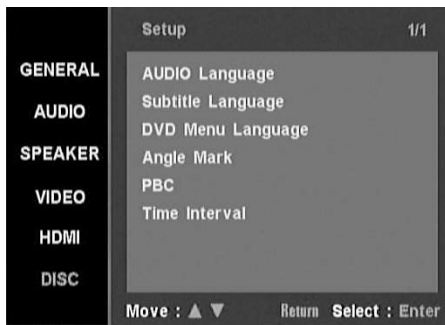 Setup 1/1
GENERAL
AUDIO
SPEAKER
VIDEO
HDMI
DISC
AUDIO Language
Subtitle Language
DVD Menu Language
Angle Mark
PBC
Time Interval
Move : ▲ ▼ Return Select : Enter